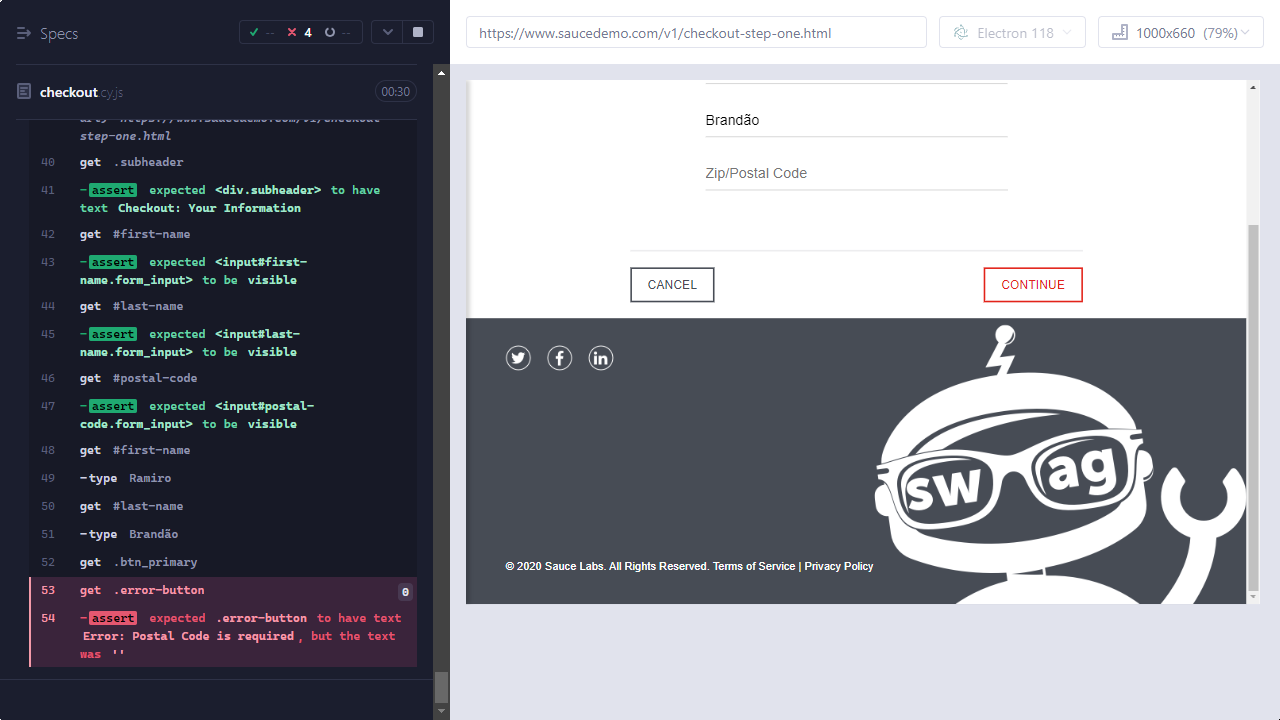 Specs
-- 4 --
https://www.saucedemo.com/v1/checkout-step-one.html
Electron 118
1000x660 (79%)
checkout.cy.js
00:30
step-one.html
40 get .subheader
41 -assert expected <div.subheader> to have
text Checkout: Your Information
42 get #first-name
43 -assert expected <input#first-
name.form_input> to be visible
44 get #last-name
45 -assert expected <input#last-
name.form_input> to be visible
46 get #postal-code
47 -assert expected <input#postal-
code.form_input> to be visible
48 get #first-name
49 -type Ramiro
50 get #last-name
51 -type Brandão
52 get .btn_primary
53 get .error-button 0
54 -assert expected .error-button to have text
Error: Postal Code is required, but the text
was ''
Brandão
Zip/Postal Code
CANCEL
CONTINUE
f
in
sw ag
© 2020 Sauce Labs. All Rights Reserved. Terms of Service | Privacy Policy